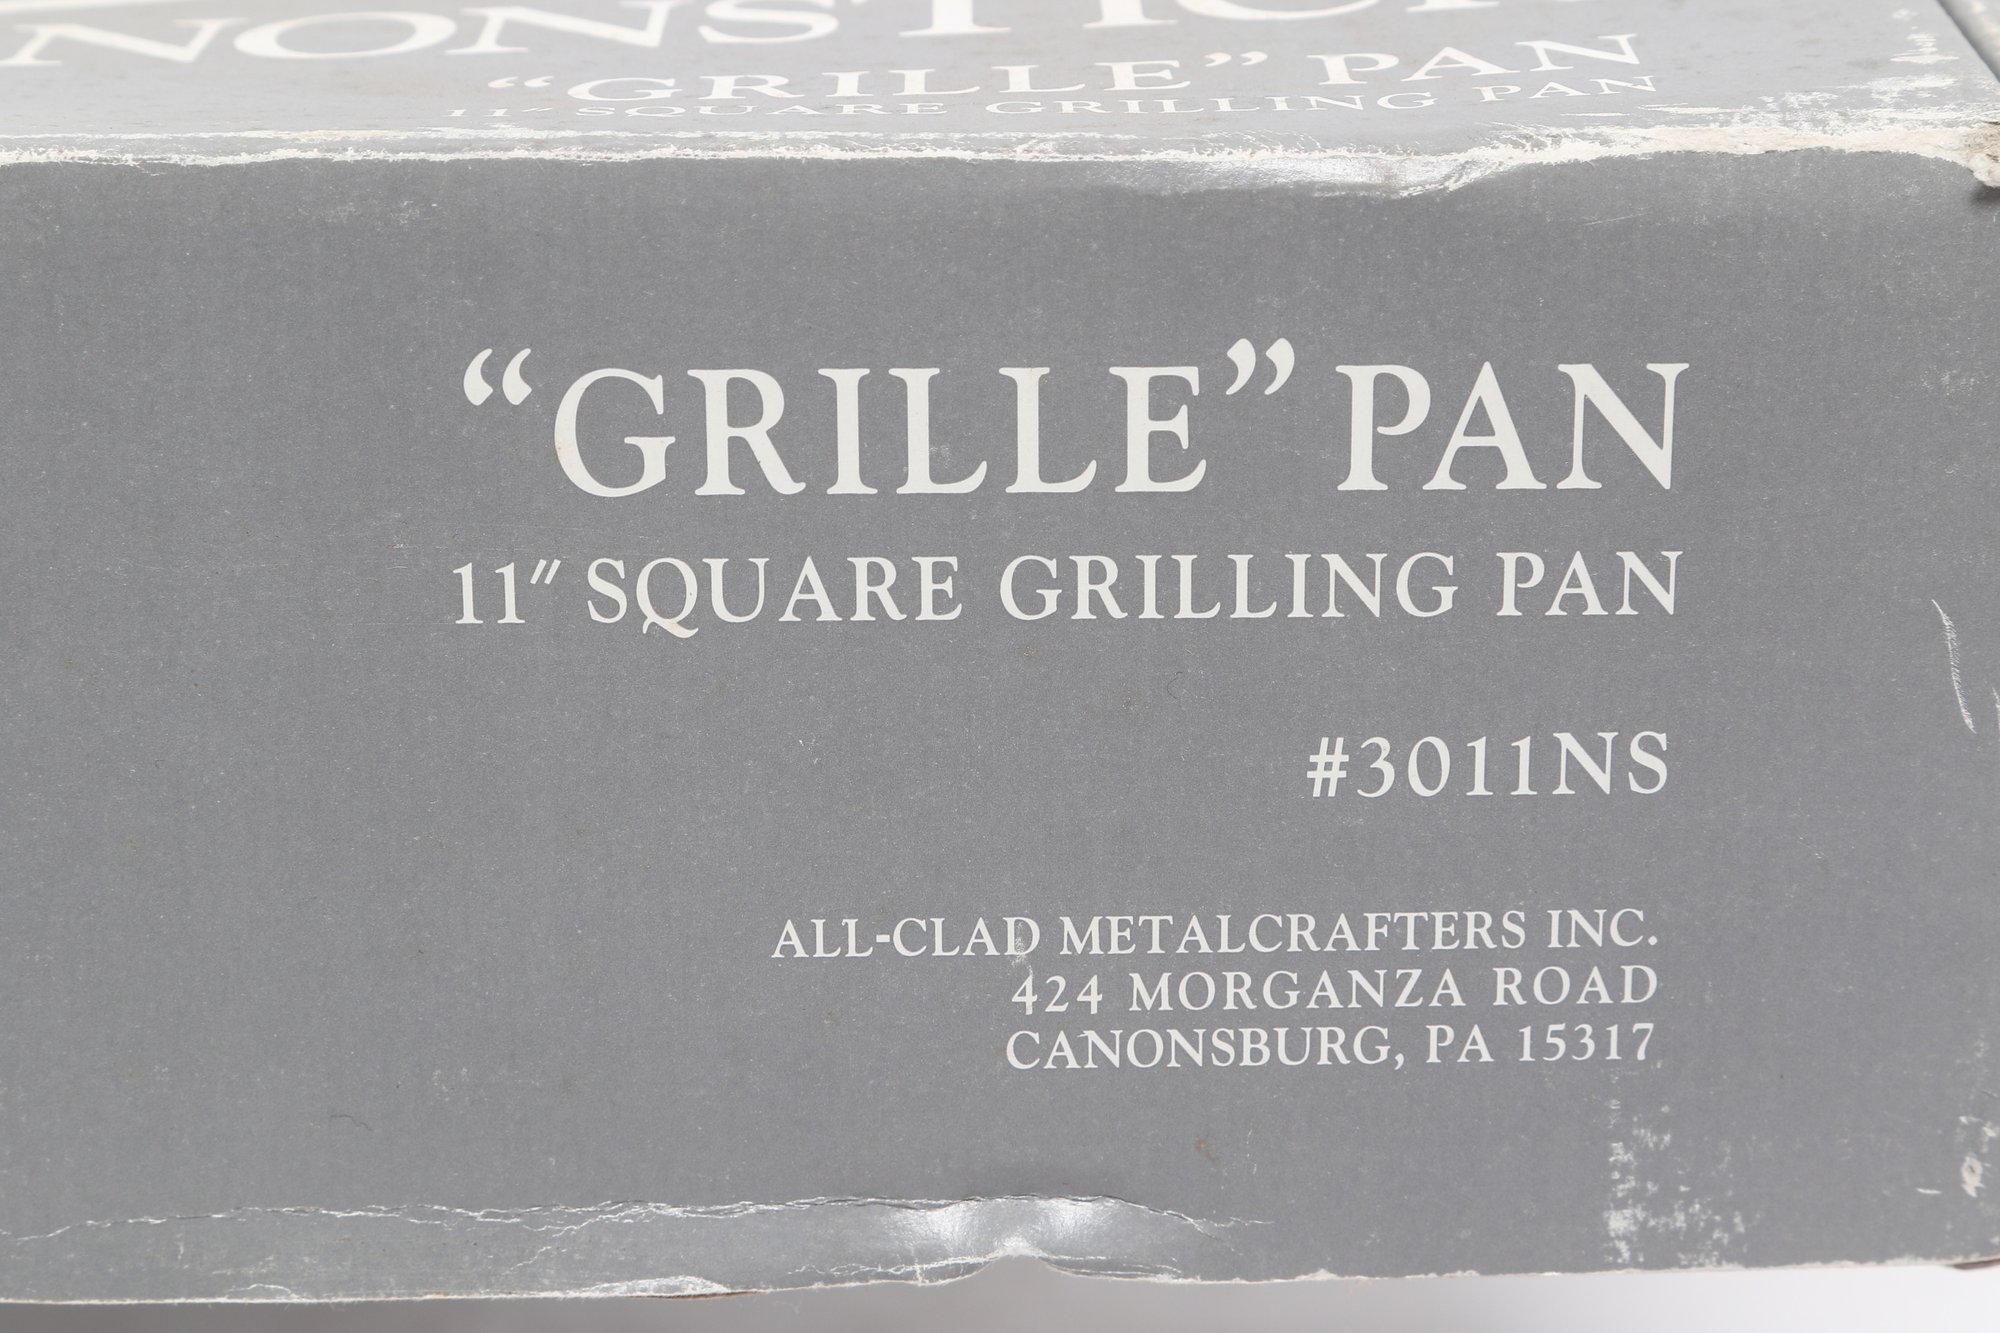 NONSTICK
“GRILLE” PAN
11″ SQUARE GRILLING PAN
“GRILLE” PAN
11″ SQUARE GRILLING PAN
#3011NS
ALL-CLAD METALCRAFTERS INC.
424 MORGANZA ROAD
CANONSBURG, PA 15317